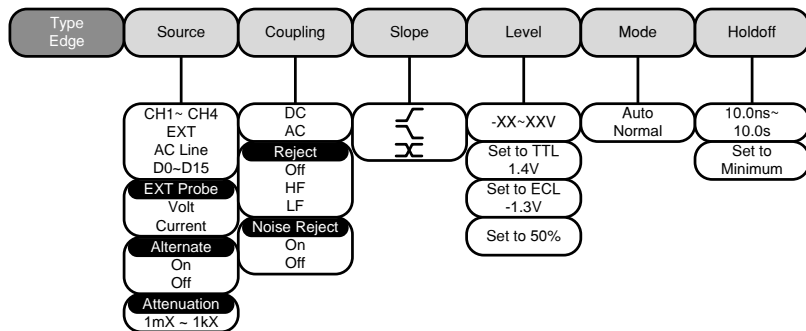 Type
Edge
Source
Coupling
Slope
Level
Mode
Holdoff
CH1~ CH4
EXT
AC Line
D0~D15
EXT Probe
Volt
Current
Alternate
On
Off
Attenuation
1mX ~ 1kX
DC
AC
Reject
Off
HF
LF
Noise Reject
On
Off
-XX~XXV
Set to TTL
1.4V
Set to ECL
-1.3V
Set to 50%
Auto
Normal
10.0ns~
10.0s
Set to
Minimum